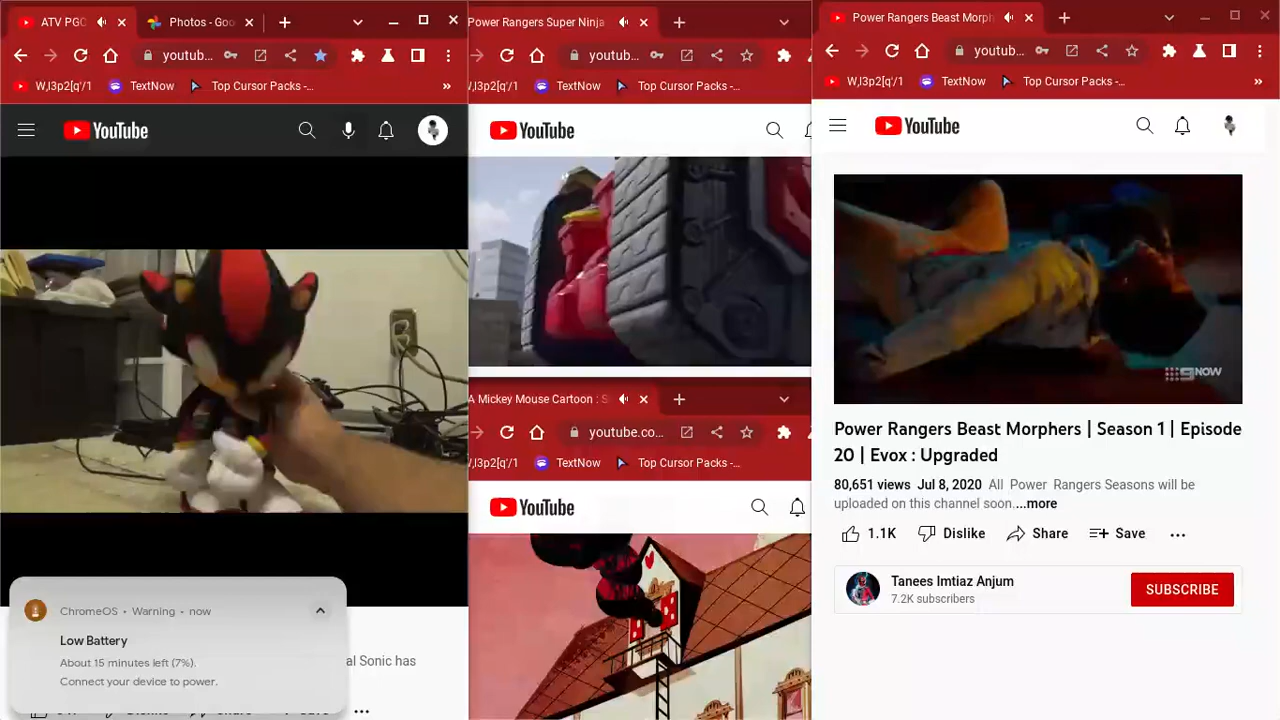 ATV PGC
Photos - Goo
youtub...
W,l3p2[q'/1
TextNow
Top Cursor Packs -...
»
YouTube
ChromeOS • Warning • now
Low Battery
About 15 minutes left (7%).
Connect your device to power.
al Sonic has
Power Rangers Super Ninja
youtub...
W,l3p2[q'/1
TextNow
Top Cursor Packs -...
YouTube
A Mickey Mouse Cartoon : S
youtube.co...
W,l3p2[q'/1
TextNow
Top Cursor Packs -...
YouTube
Power Rangers Beast Morph
youtub...
W,l3p2[q'/1
TextNow
Top Cursor Packs -...
»
YouTube
9NOW
Power Rangers Beast Morphers | Season 1 | Episode
20 | Evox : Upgraded
80,651 views Jul 8, 2020 All Power Rangers Seasons will be
uploaded on this channel soon....more
1.1K Dislike Share Save
Tanees Imtiaz Anjum
7.2K subscribers
SUBSCRIBE